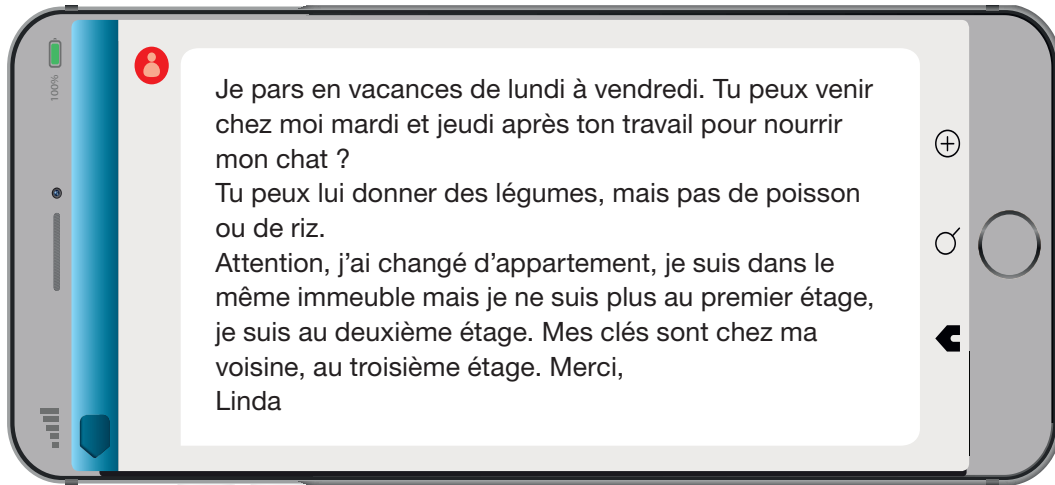 100%
Je pars en vacances de lundi à vendredi. Tu peux venir
chez moi mardi et jeudi après ton travail pour nourrir
mon chat ?
Tu peux lui donner des légumes, mais pas de poisson
ou de riz.
Attention, j’ai changé d’appartement, je suis dans le
même immeuble mais je ne suis plus au premier étage,
je suis au deuxième étage. Mes clés sont chez ma
voisine, au troisième étage. Merci,
Linda